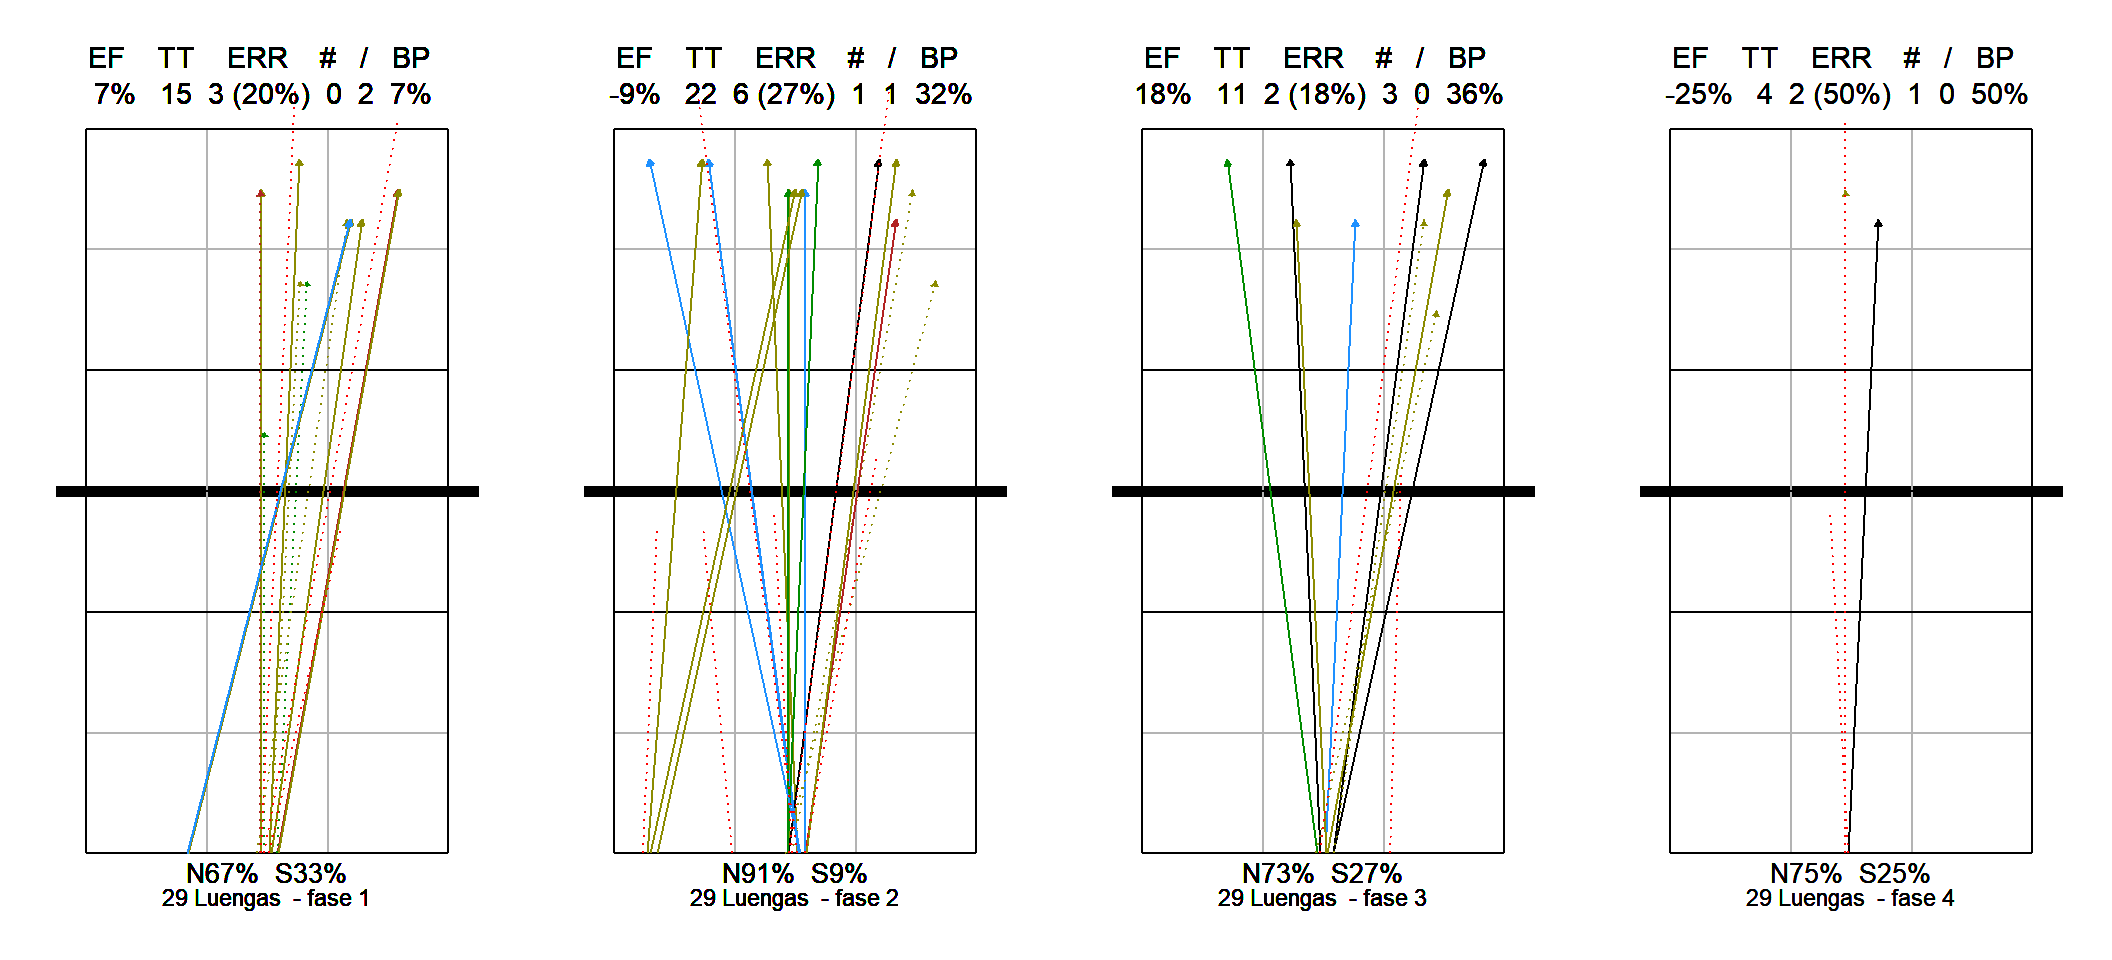 EF TT ERR # / BP
7% 15 3 (20%) 0 2 7%
N67% S33%
29 Luengas - fase 1
EF TT ERR # / BP
-9% 22 6 (27%) 1 1 32%
N91% S9%
29 Luengas - fase 2
EF TT ERR # / BP
18% 11 2 (18%) 3 0 36%
N73% S27%
29 Luengas - fase 3
EF TT ERR # / BP
-25% 4 2 (50%) 1 0 50%
N75% S25%
29 Luengas - fase 4